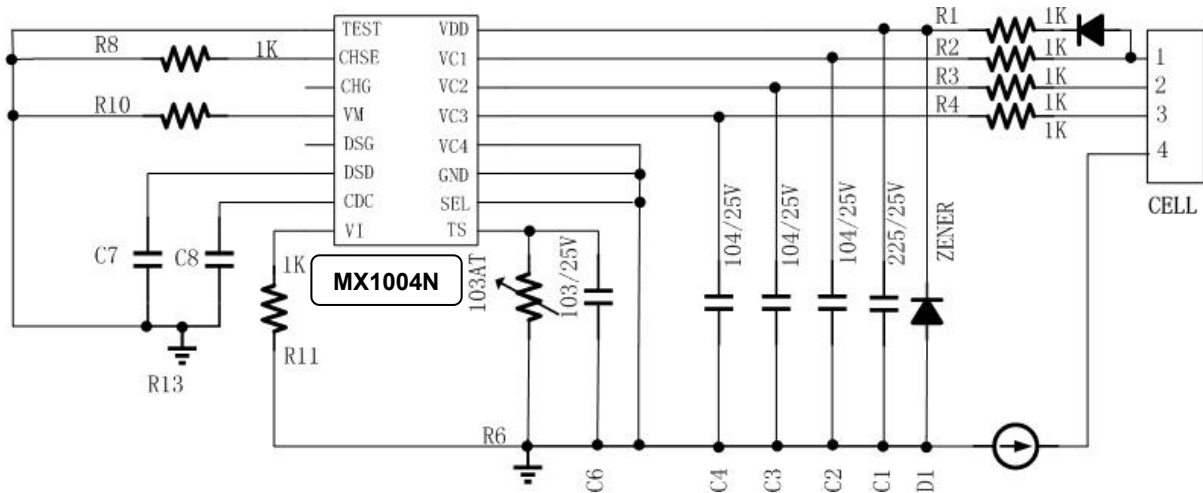 TEST VDD R1 1K
R8 1K CHSE VC1 R2 1K 1
CHG VC2 R3 1K 2
R10 VM VC3 R4 1K 3
DSG VC4 4
DSD GND
CDC SEL CELL
VI TS
C7 C8 1K MX1004N 103AT 103/25V 104/25V 104/25V 104/25V 225/25V ZENER
R11
R13
R6 C6 C4 C3 C2 C1 D1